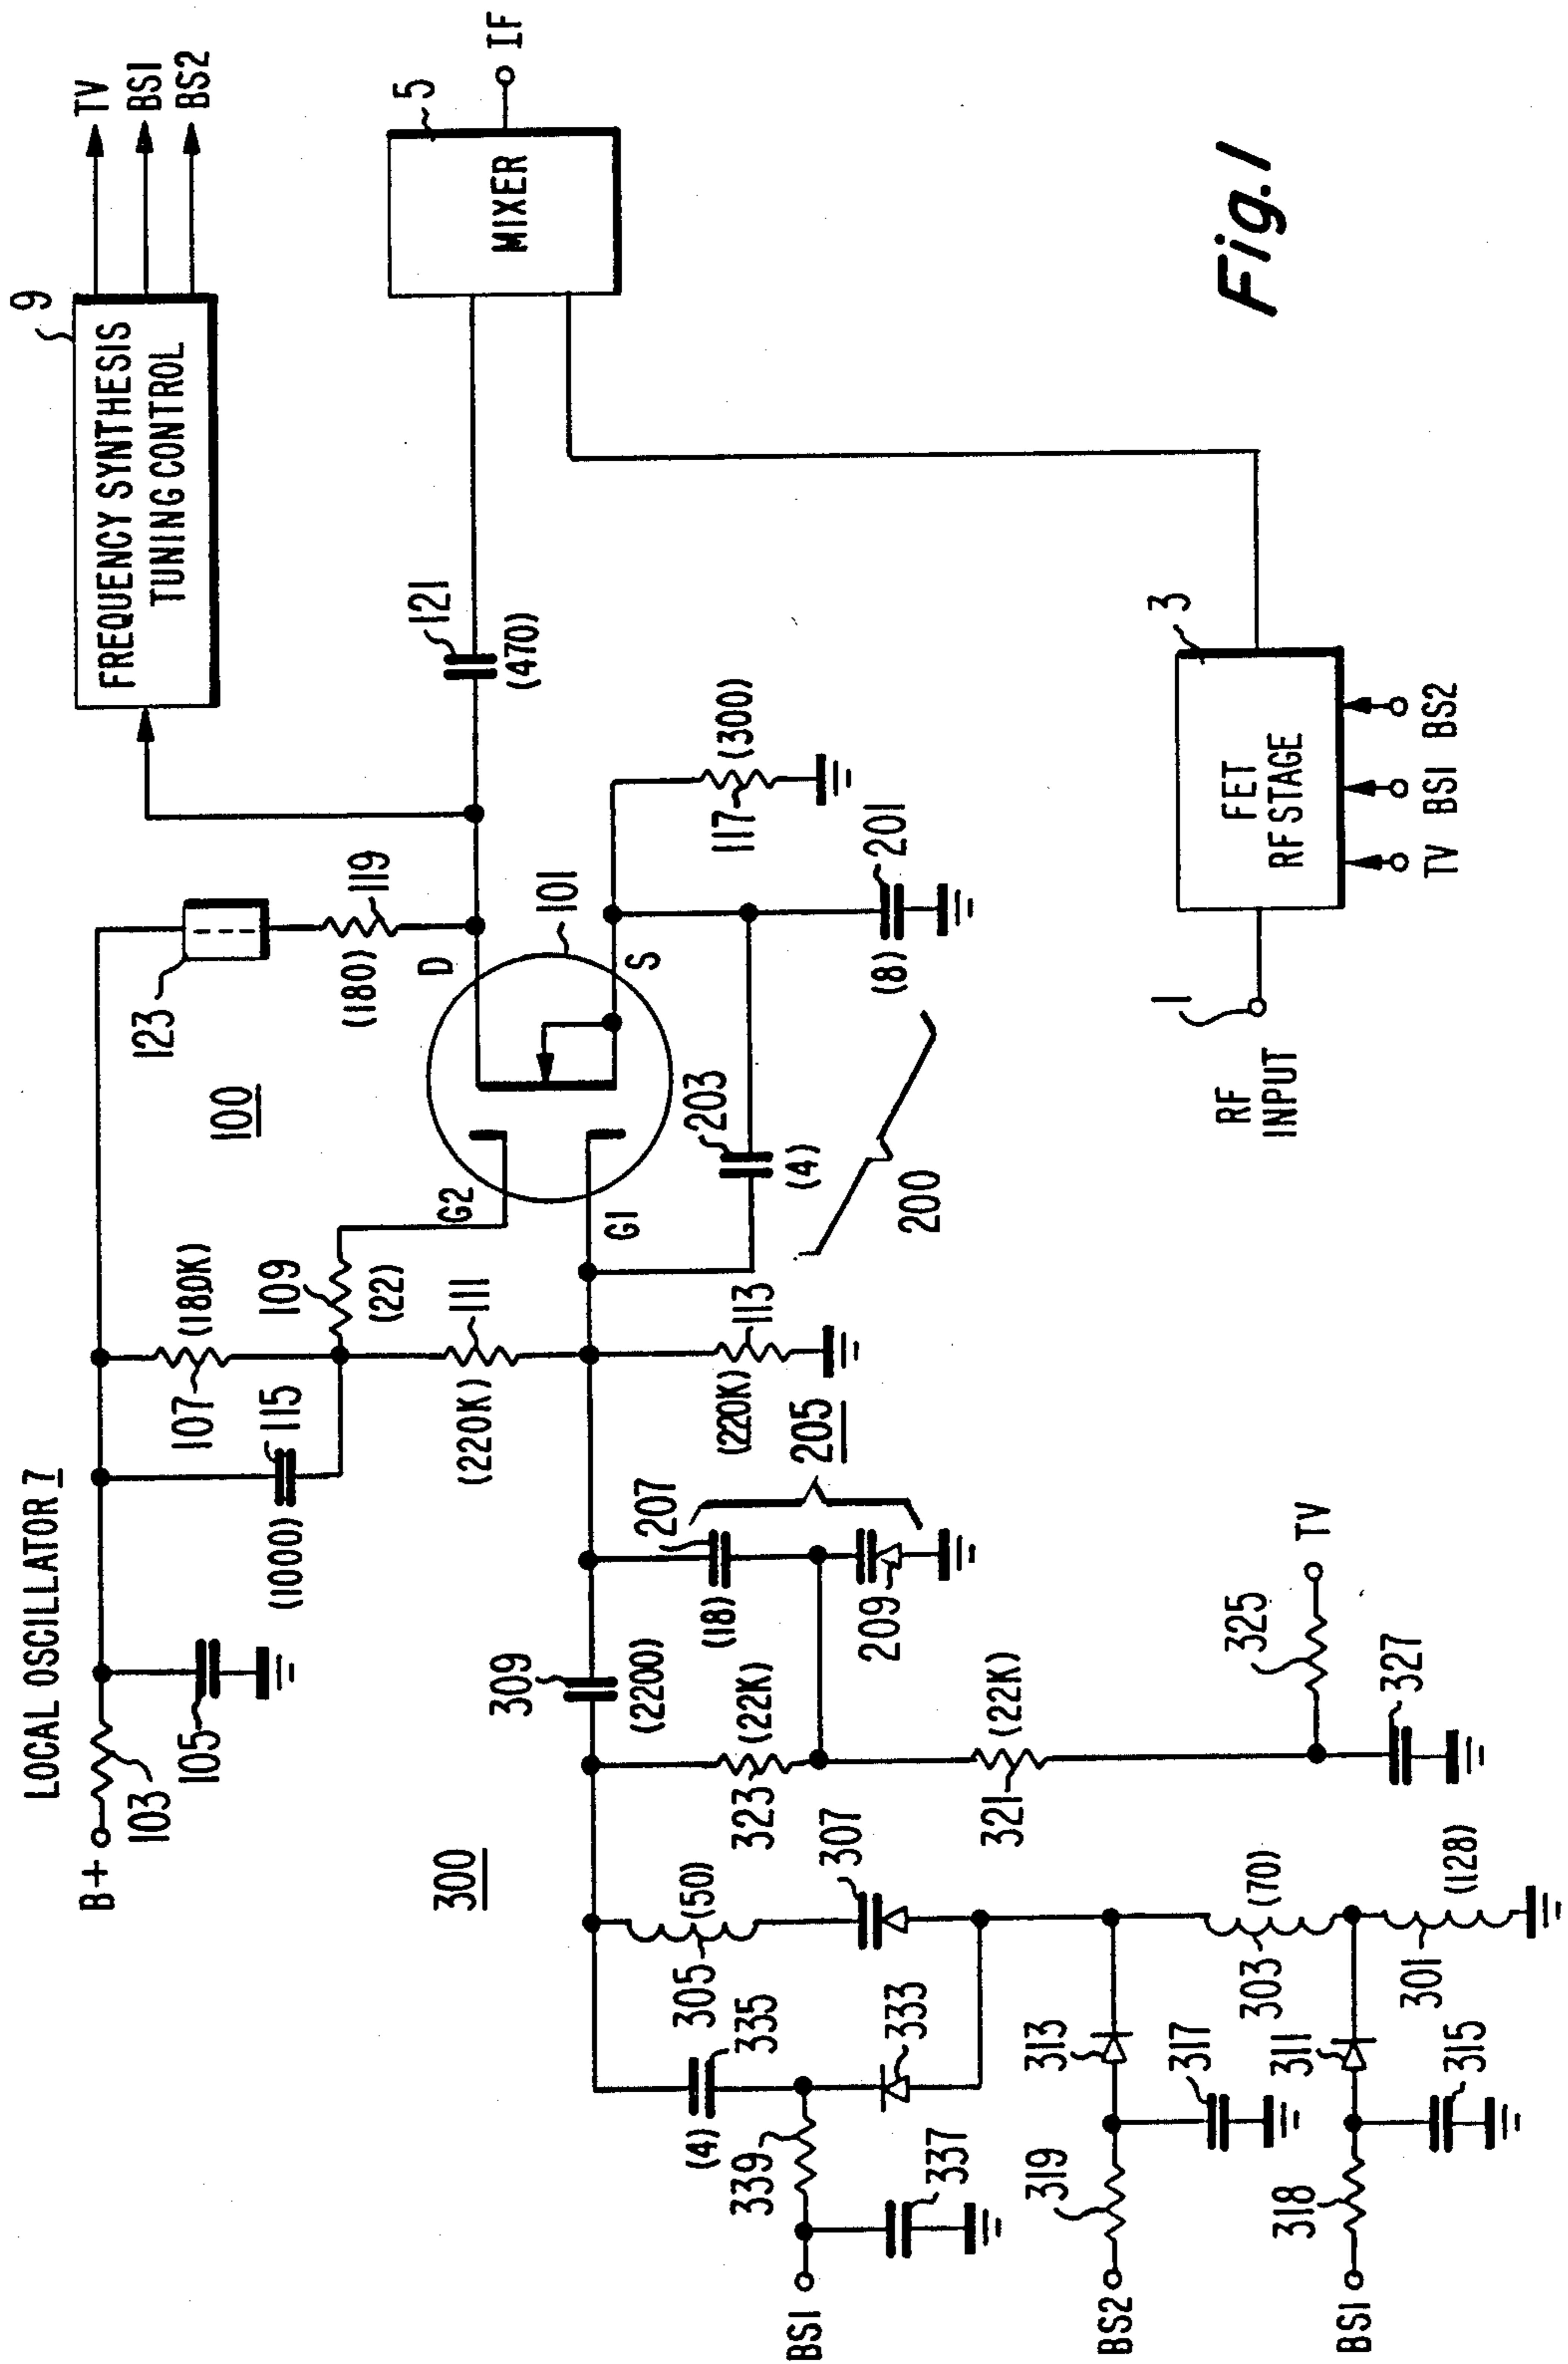 LOCAL OSCILLATOR 7
B+
103
105
(1000)
115
107
(180K)
109
(22)
100
123
(180)
119
9
FREQUENCY SYNTHESIS
TUNING CONTROL
TV
BS1
BS2
300
309
(2200)
(220K)
111
G2
G1
D
S
101
121
(470)
5
MIXER
IF
305
(50)
335
(4)
339
337
BS1
333
307
323
(22K)
(18)
207
205
209
(220K)
113
203
(4)
200
(8)
201
117
(300)
321
(22K)
325
TV
327
BS2
319
313
317
303
(70)
BS1
318
311
315
301
(128)
RF
INPUT
1
3
FET
RF STAGE
TV
BS1
BS2
Fig. 1